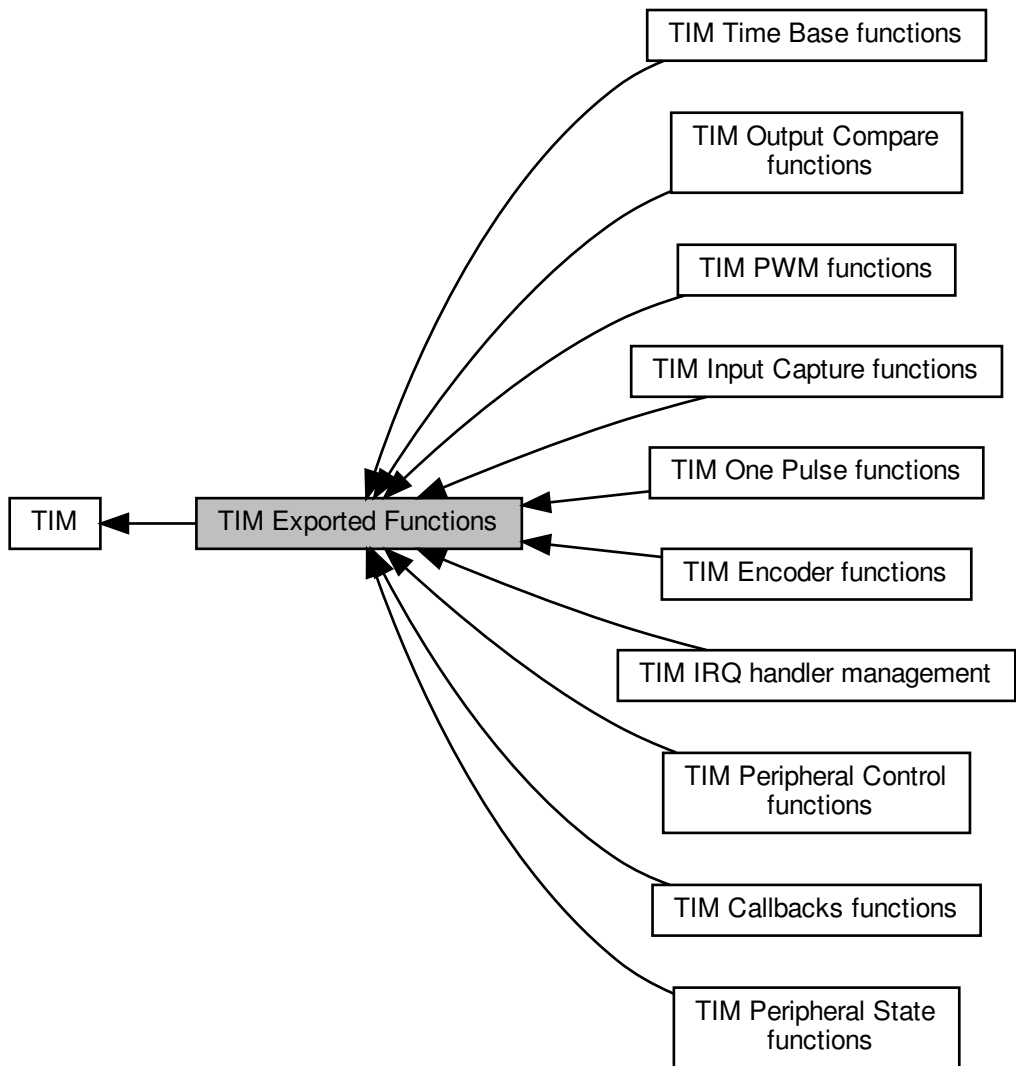 TIM Time Base functions
TIM Output Compare
functions
TIM PWM functions
TIM Input Capture functions
TIM One Pulse functions
TIM
TIM Exported Functions
TIM Encoder functions
TIM IRQ handler management
TIM Peripheral Control
functions
TIM Callbacks functions
TIM Peripheral State
functions